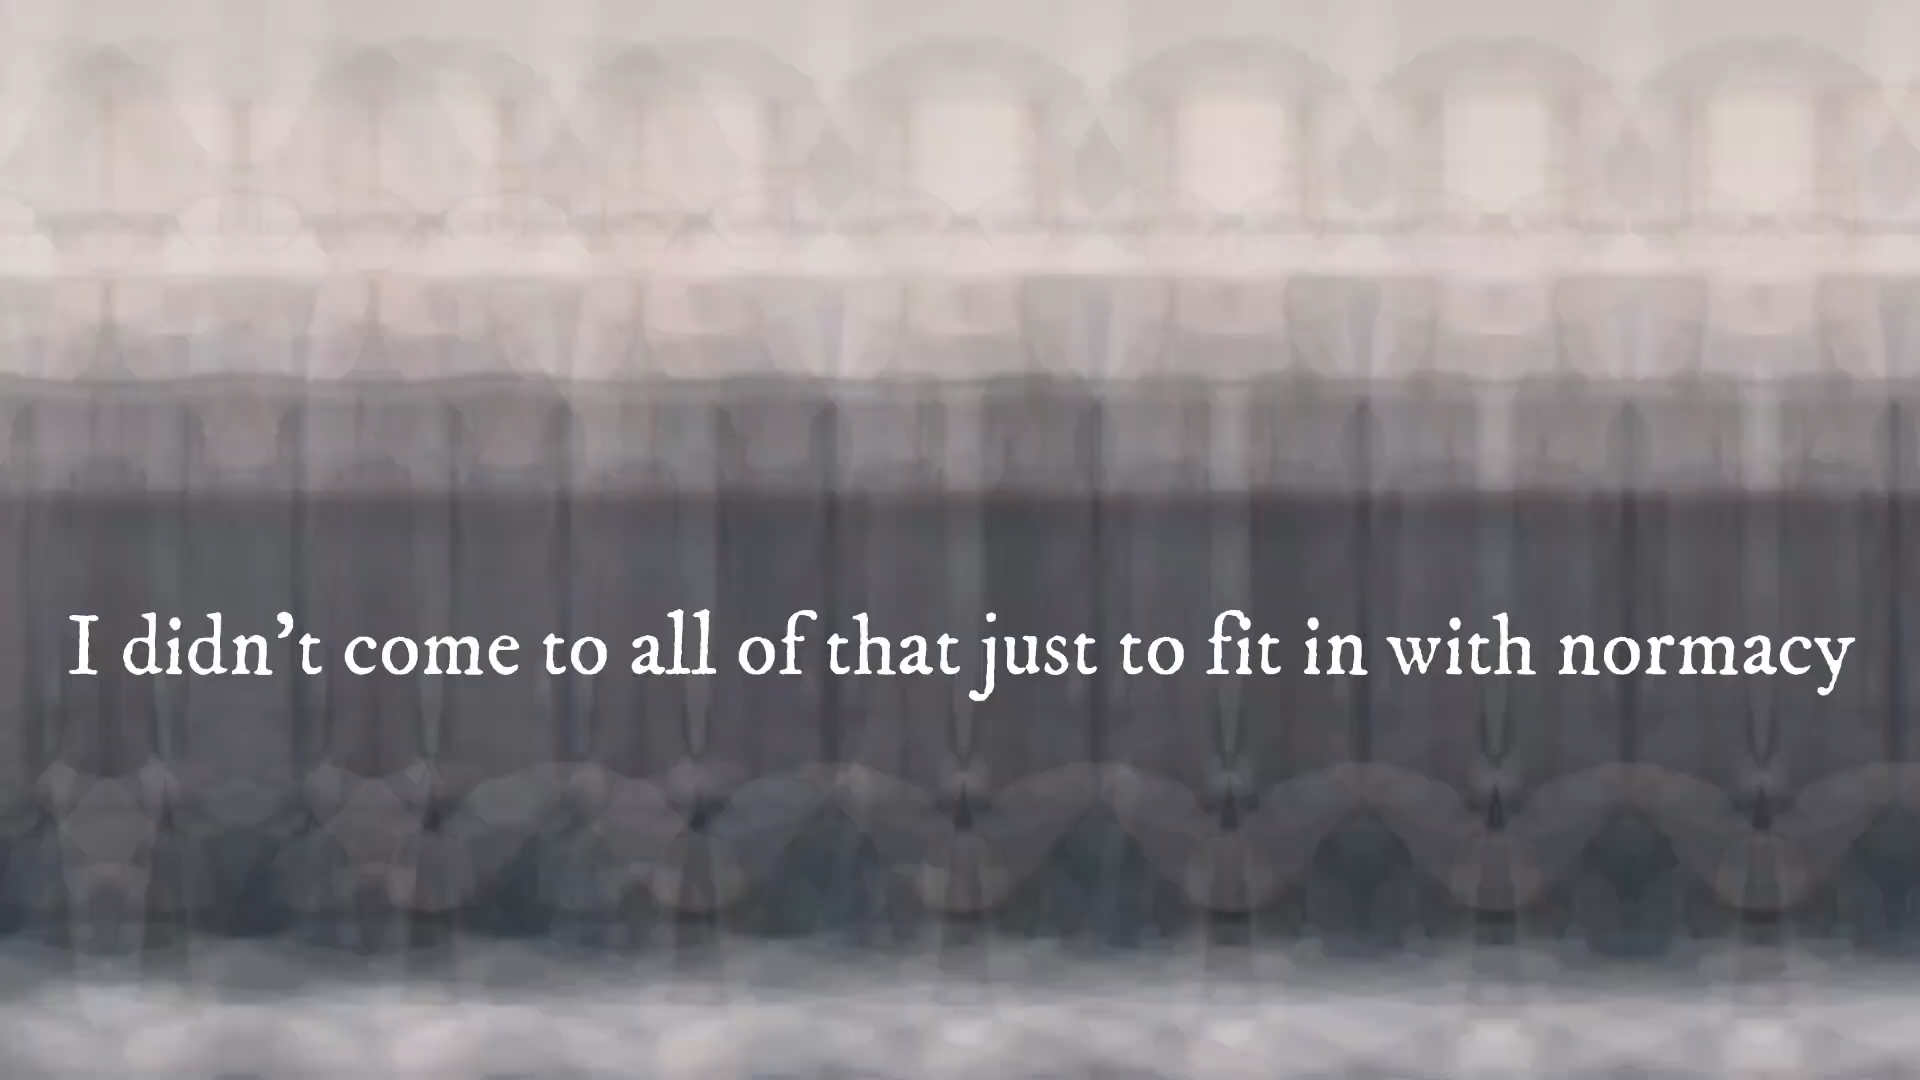 I didn’t come to all of that just to fit in with normacy